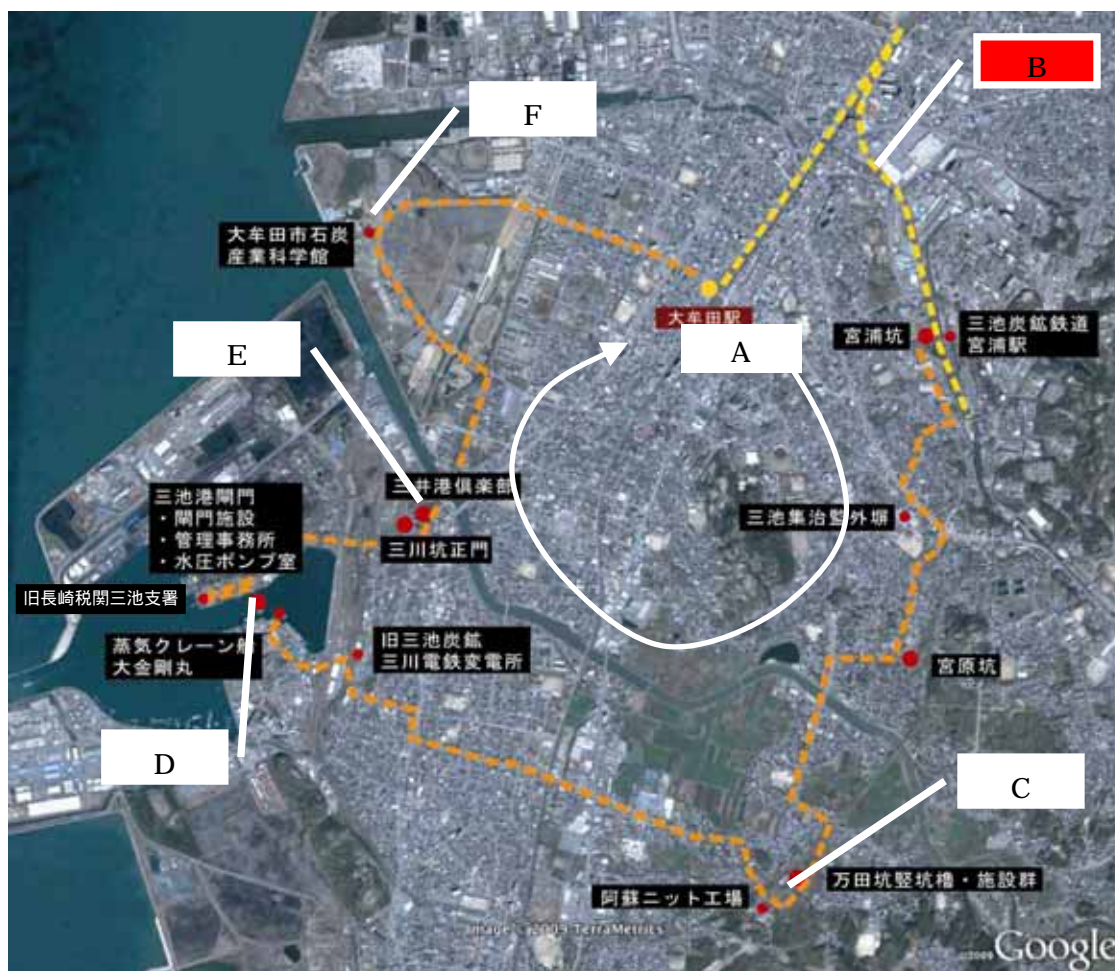 B
F
大牟田市石炭
産業科学館
大牟田駅
A
E
宮浦坑
三池炭鉱鉄道
宮浦駅
三井港倶楽部
三池港閘門
・閘門施設
・管理事務所
・水圧ポンプ室
三川坑正門
三池集治監外塀
旧長崎税関三池支署
蒸気クレーン船
大金剛丸
旧三池炭鉱
三川電鉄変電所
宮原坑
D
C
万田坑竪坑櫓・施設群
阿蘇ニット工場
Image © 2009 TerraMetrics
©2009 Google